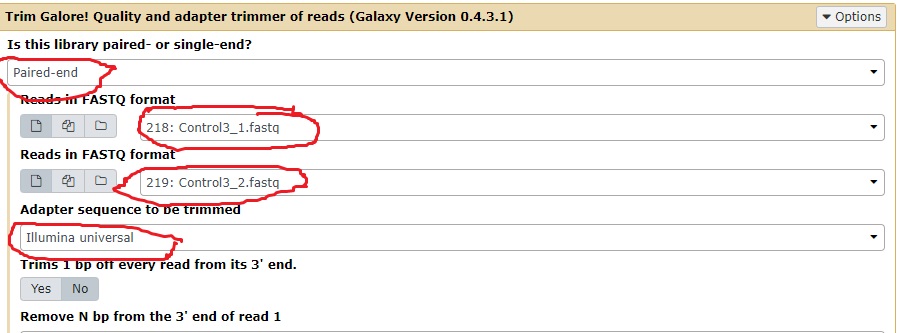 Trim Galore! Quality and adapter trimmer of reads (Galaxy Version 0.4.3.1) Options
Is this library paired- or single-end?
Paired-end
Reads in FASTQ format
218: Control3_1.fastq
Reads in FASTQ format
219: Control3_2.fastq
Adapter sequence to be trimmed
Illumina universal
Trims 1 bp off every read from its 3' end.
Yes No
Remove N bp from the 3' end of read 1